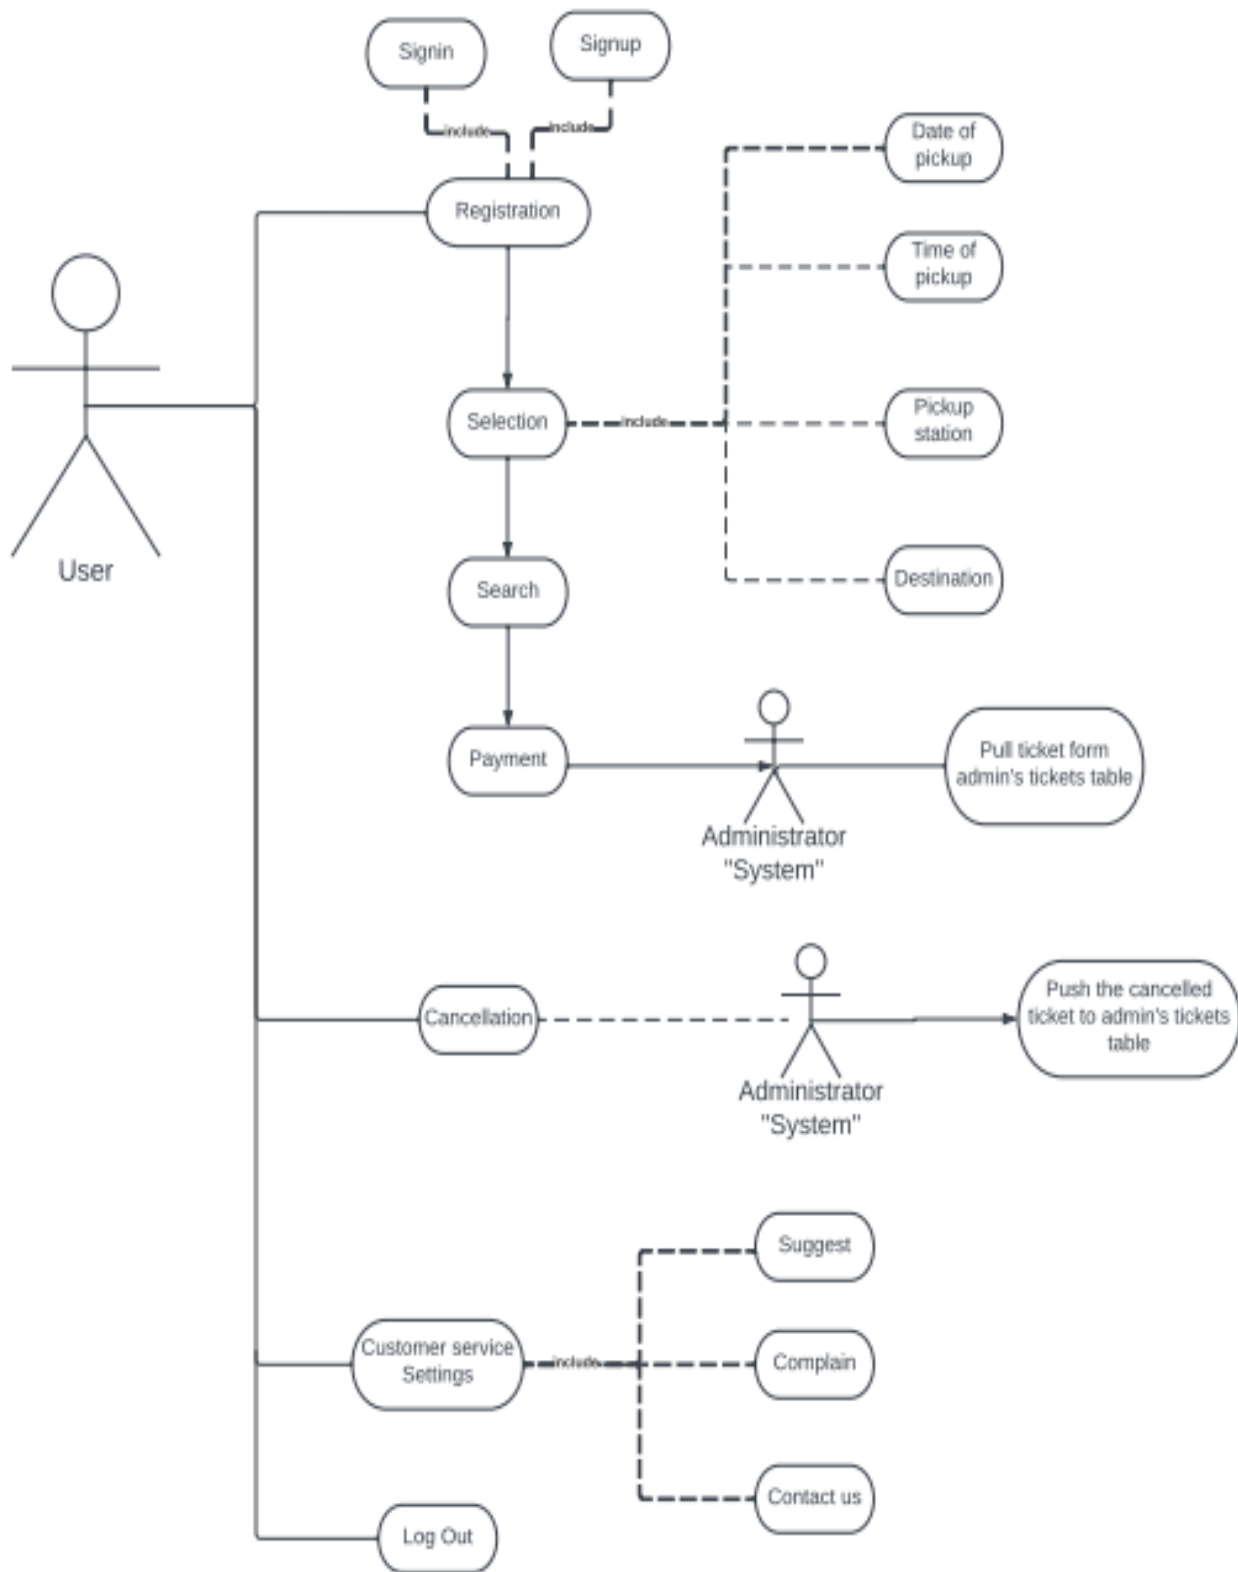 Signin
Signup
include
include
Registration
Date of
pickup
Time of
pickup
Selection
include
Pickup
station
Destination
User
Search
Payment
Pull ticket form
admin's tickets table
Administrator
"System"
Cancellation
Push the cancelled
ticket to admin's tickets
table
Administrator
"System"
Suggest
Customer service
Settings
include
Complain
Contact us
Log Out